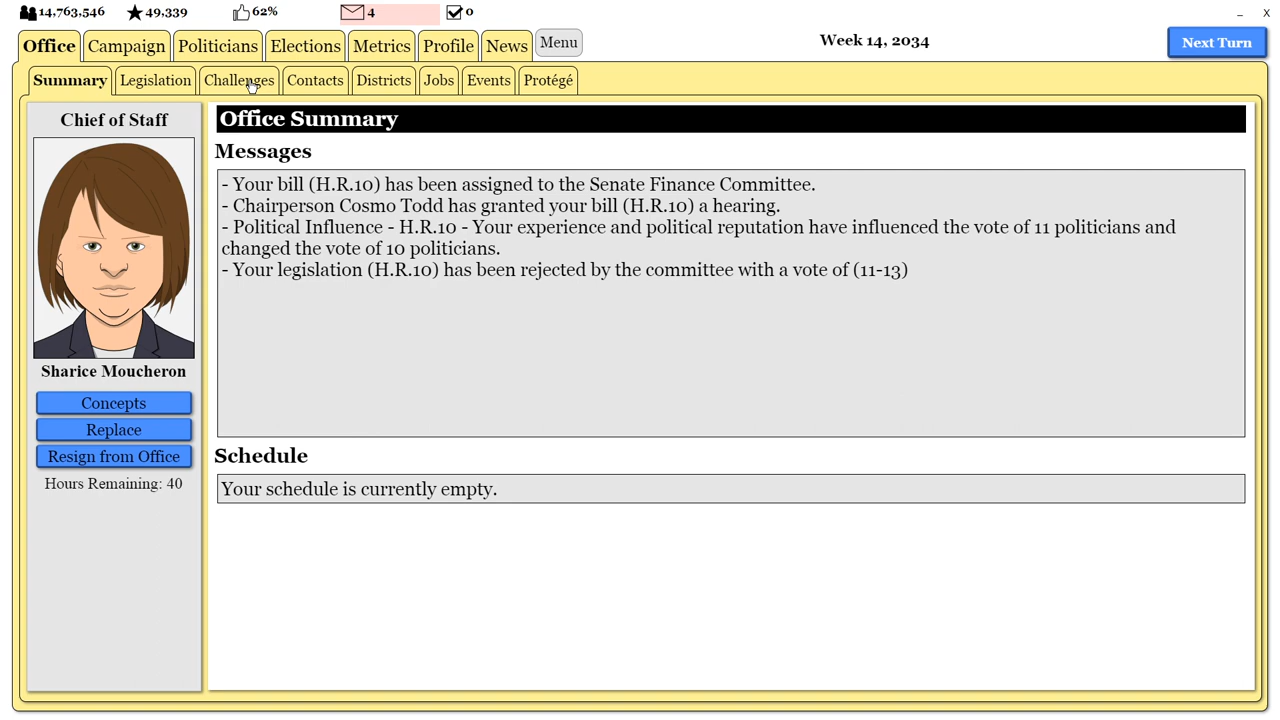 14,763,546 49,339 62% 4 0
_ X
Office Campaign Politicians Elections Metrics Profile News Menu Week 14, 2034 Next Turn
Summary Legislation Challenges Contacts Districts Jobs Events Protégé
Chief of Staff
Sharice Moucheron
Concepts
Replace
Resign from Office
Hours Remaining: 40
Office Summary
Messages
- Your bill (H.R.10) has been assigned to the Senate Finance Committee.
- Chairperson Cosmo Todd has granted your bill (H.R.10) a hearing.
- Political Influence - H.R.10 - Your experience and political reputation have influenced the vote of 11 politicians and
changed the vote of 10 politicians.
- Your legislation (H.R.10) has been rejected by the committee with a vote of (11-13)
Schedule
Your schedule is currently empty.